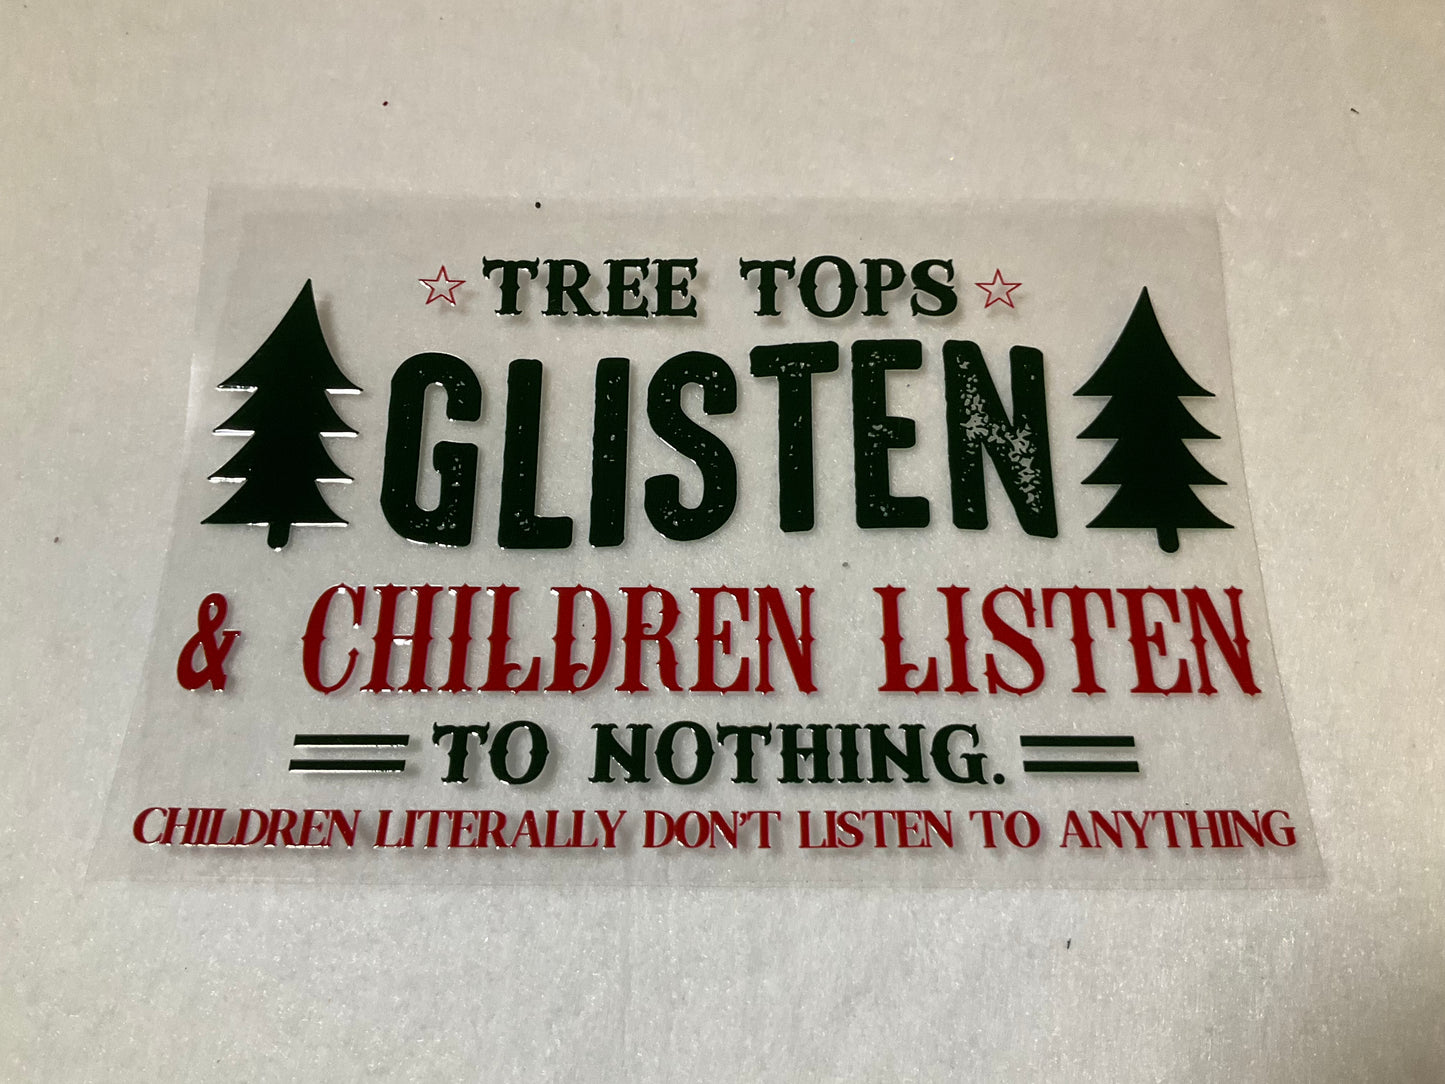 TREE TOPS
GLISTEN
& CHILDREN LISTEN
TO NOTHING.
CHILDREN LITERALLY DON'T LISTEN TO ANYTHING